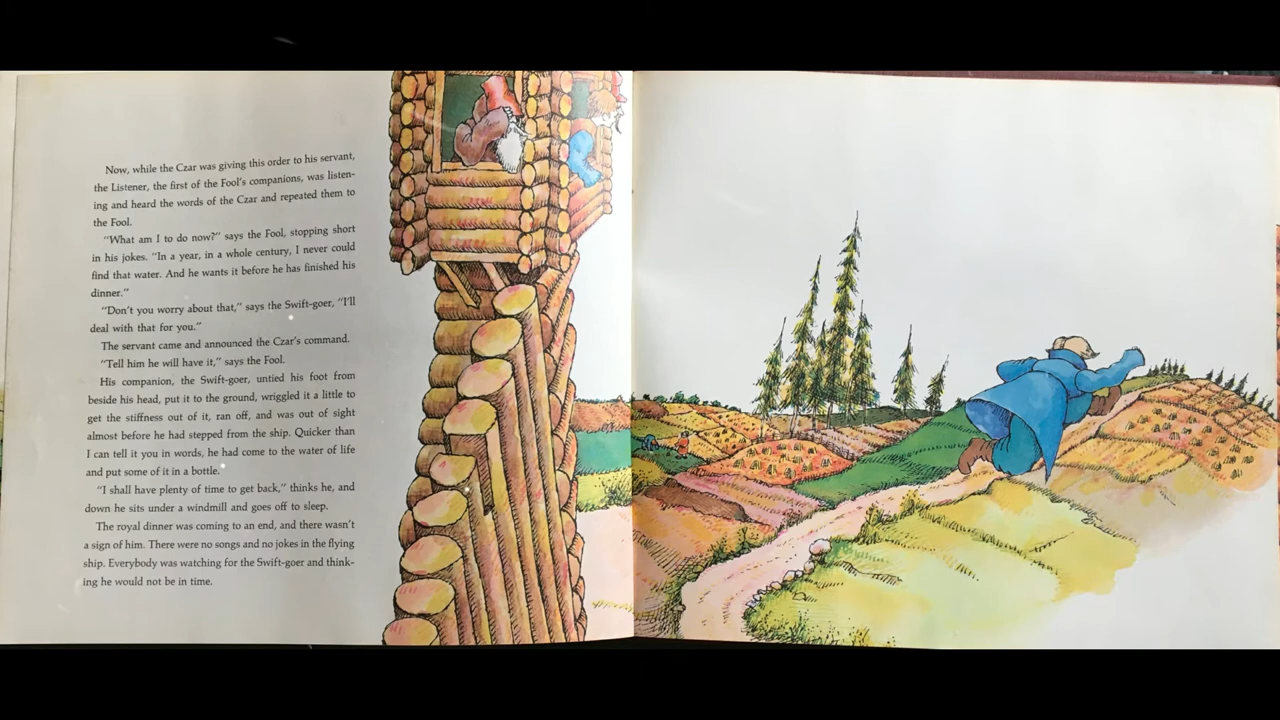 Now, while the Czar was giving this order to his servant,
the Listener, the first of the Fool's companions, was listen-
ing and heard the words of the Czar and repeated them to
the Fool.
"What am I to do now?" says the Fool, stopping short
in his jokes. "In a year, in a whole century, I never could
find that water. And he wants it before he has finished his
dinner."
"Don't you worry about that," says the Swift-goer, "I'll
deal with that for you."
The servant came and announced the Czar's command.
"Tell him he will have it," says the Fool.
His companion, the Swift-goer, untied his foot from
beside his head, put it to the ground, wriggled it a little to
get the stiffness out of it, ran off, and was out of sight
almost before he had stepped from the ship. Quicker than
I can tell it you in words, he had come to the water of life
and put some of it in a bottle.
"I shall have plenty of time to get back," thinks he, and
down he sits under a windmill and goes off to sleep.
The royal dinner was coming to an end, and there wasn't
a sign of him. There were no songs and no jokes in the flying
ship. Everybody was watching for the Swift-goer and think-
ing he would not be in time.